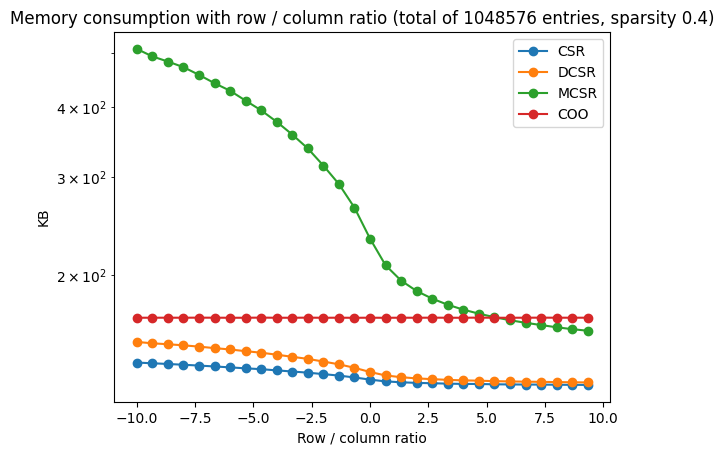 Memory consumption with row / column ratio (total of 1048576 entries, sparsity 0.4)
CSR
DCSR
MCSR
COO
KB
4 × 10²
3 × 10²
2 × 10²
−10.0 −7.5 −5.0 −2.5 0.0 2.5 5.0 7.5 10.0
Row / column ratio